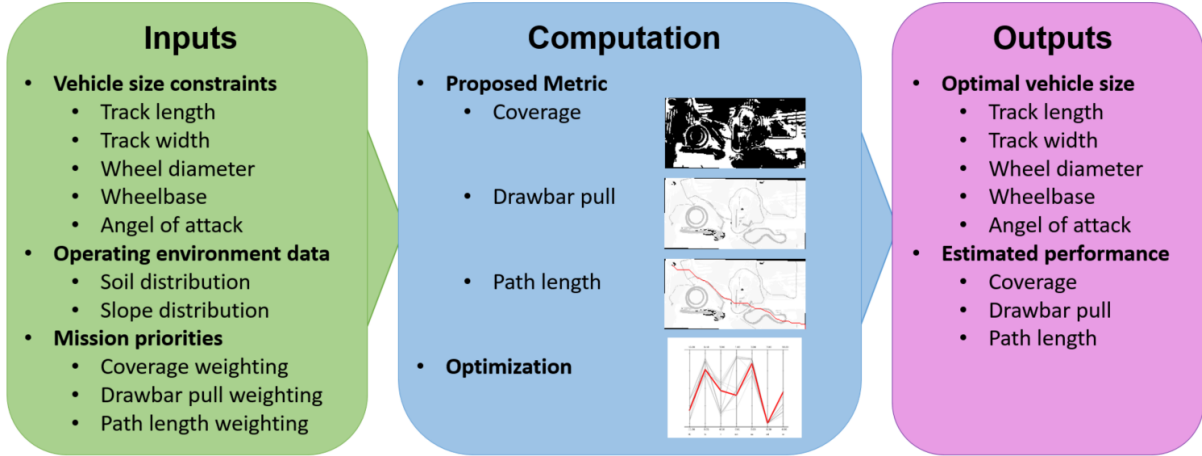 Inputs
• Vehicle size constraints
• Track length
• Track width
• Wheel diameter
• Wheelbase
• Angel of attack
• Operating environment data
• Soil distribution
• Slope distribution
• Mission priorities
• Coverage weighting
• Drawbar pull weighting
• Path length weighting
Computation
• Proposed Metric
• Coverage
• Drawbar pull
• Path length
• Optimization
Outputs
• Optimal vehicle size
• Track length
• Track width
• Wheel diameter
• Wheelbase
• Angel of attack
• Estimated performance
• Coverage
• Drawbar pull
• Path length